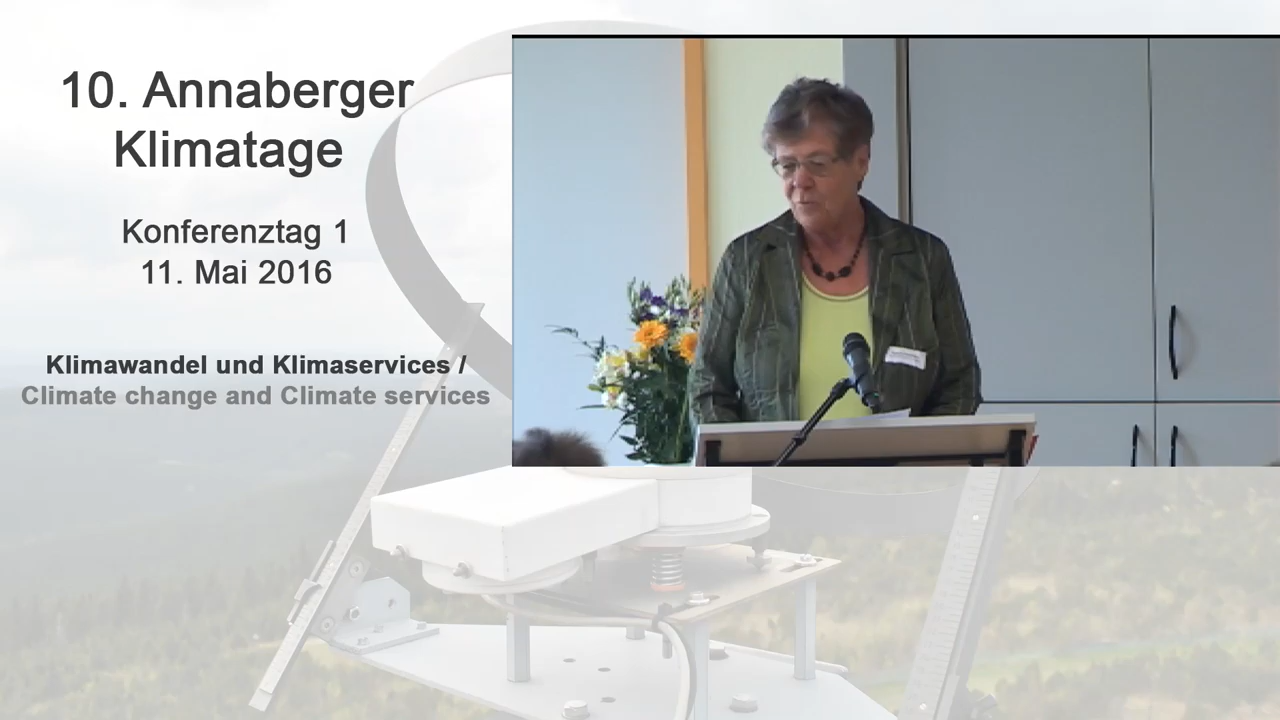 10. Annaberger
Klimatage
Konferenztag 1
11. Mai 2016
Klimawandel und Klimaservices /
Climate change and Climate services